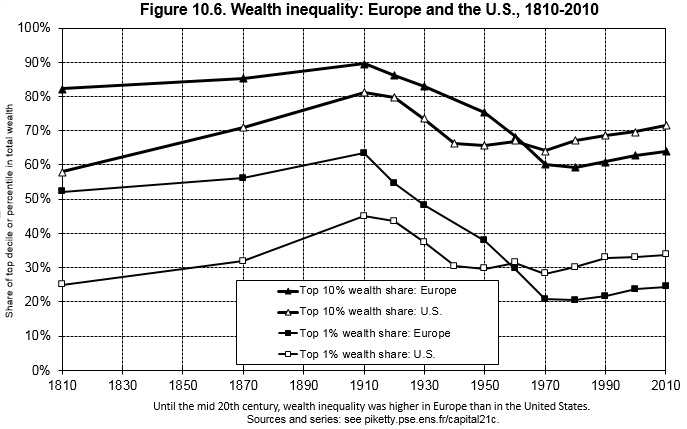 Figure 10.6. Wealth inequality: Europe and the U.S., 1810-2010
Share of top decile or percentile in total wealth
100%
90%
80%
70%
60%
50%
40%
30%
20%
10%
0%
Top 10% wealth share: Europe
Top 10% wealth share: U.S.
Top 1% wealth share: Europe
Top 1% wealth share: U.S.
1810 1830 1850 1870 1890 1910 1930 1950 1970 1990 2010
Until the mid 20th century, wealth inequality was higher in Europe than in the United States.
Sources and series: see piketty.pse.ens.fr/capital21c.